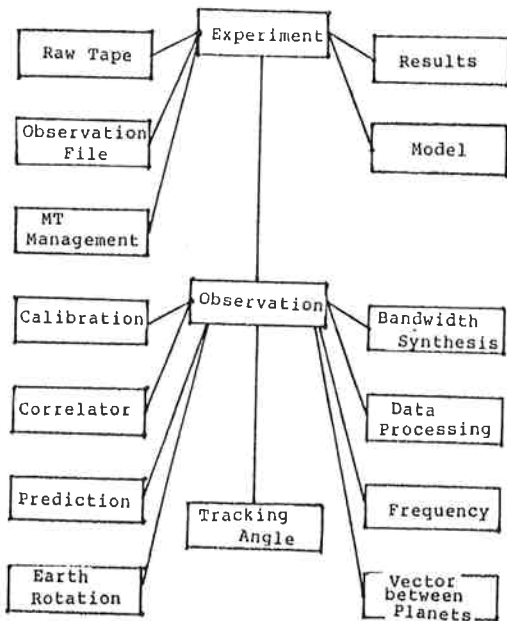 Experiment
Raw Tape
Results
Observation
File
Model
MT
Management
Observation
Calibration
Bandwidth
Synthesis
Correlator
Data
Processing
Prediction
Frequency
Tracking
Angle
Earth
Rotation
Vector
between
Planets